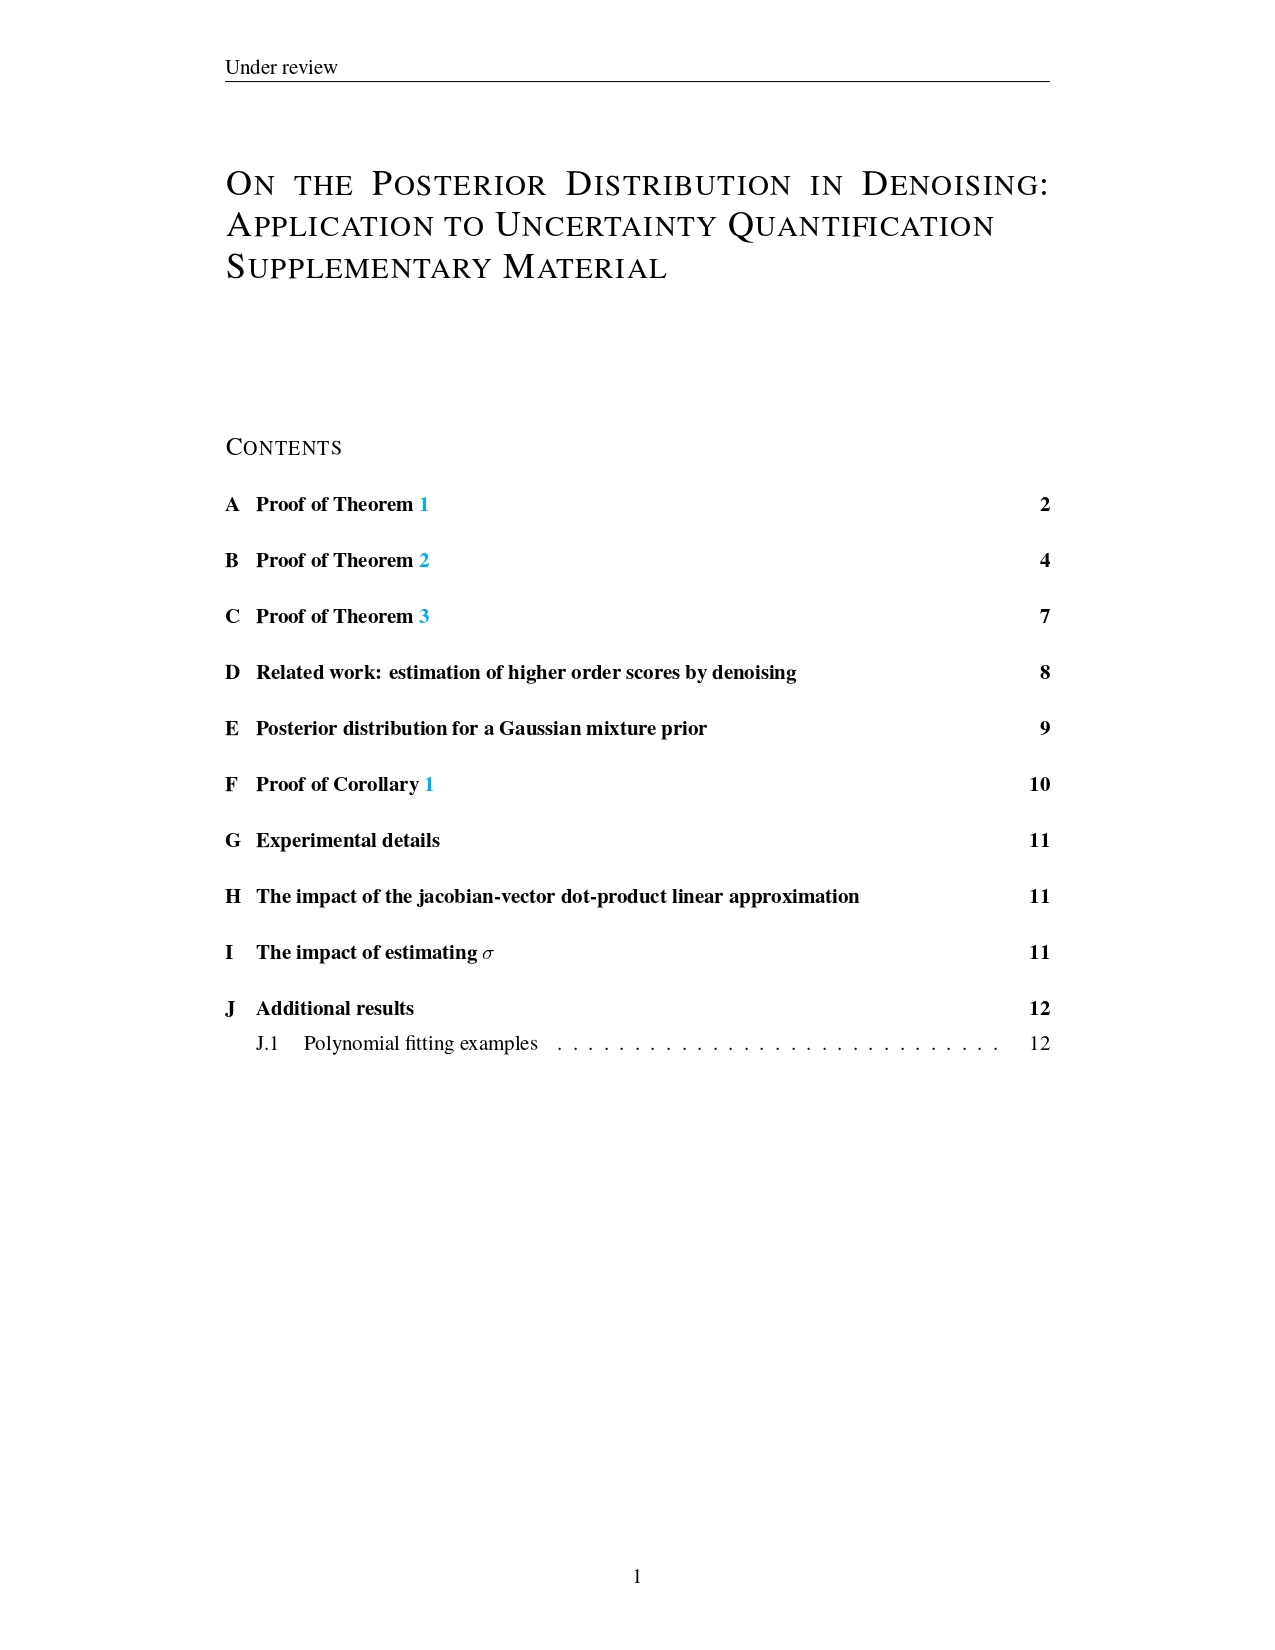 Under review
ON THE POSTERIOR DISTRIBUTION IN DENOISING:
APPLICATION TO UNCERTAINTY QUANTIFICATION
SUPPLEMENTARY MATERIAL
CONTENTS
A Proof of Theorem 1 2
B Proof of Theorem 2 4
C Proof of Theorem 3 7
D Related work: estimation of higher order scores by denoising 8
E Posterior distribution for a Gaussian mixture prior 9
F Proof of Corollary 1 10
G Experimental details 11
H The impact of the jacobian-vector dot-product linear approximation 11
I The impact of estimating σ 11
J Additional results 12
J.1 Polynomial fitting examples . . . . . . . . . . . . . . . . . . . . . . . . . . . . . 12
1